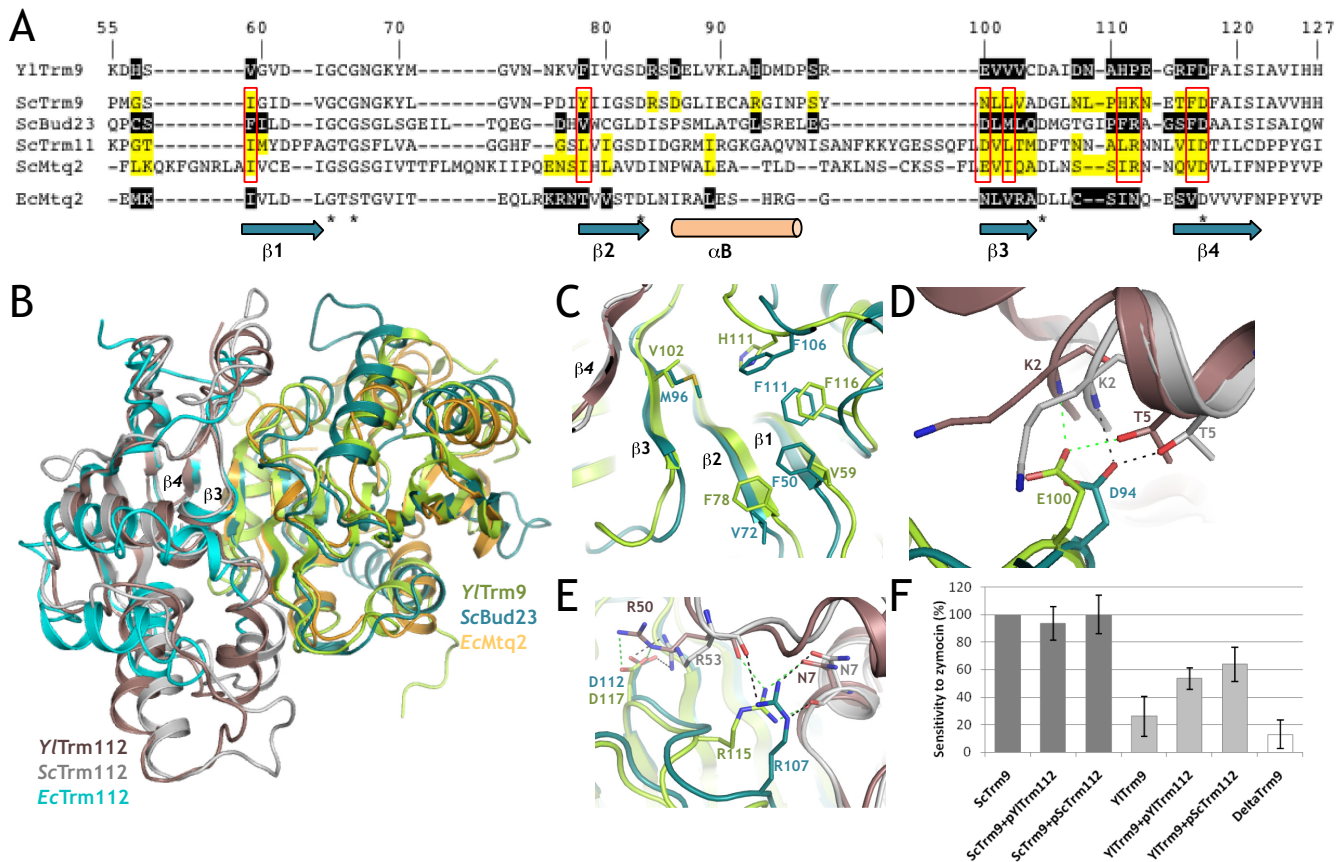 A
55 60 70 80 90 100 110 120 127
YlTrm9 KDHS-------VGVD--IGCGNGKYM------GVN--NKVFIVGSDRSDELVKLAHDMDPSR---------EVVVCDAIDN-AHPE-GRFDFAISIAVIHH
ScTrm9 PMGS-------IGID--VGCGNGKYL------GVN--PDIYIIGSDRSDGLIECARGINPSY---------NLLVADGLNL-PHKN-ETFDFAISIAVVHH
ScBud23 QPCS-------FILD--IGCGSGLSGEIL---TQEG--DHVWCGLDISPSMLATGLSRELEG---------DLMLQDMGTGIPFRA-GSFDAAISISAIQW
ScTrm11 KPGT-------IMYDPFAGTGSFLVA------GGHF--GSLVIGSDIDGRMIRGKGAQVNISANFKKYGESSQFLDVLTMDFTNN-ALRNNLVIDTILCDPPYGI
ScMtq2 -FLKQKFGNRLAIVCE--IGSGSGIVTTFLMQNKIIPQENSIHLAVDINPWALEA--TLD--TAKLNS-CKSS--FLEVIQADLNS--SIRN--QVDVLIFNPPYVP
EcMtq2 -EMK-------IVLD--LGTSTGVIT------EQLRKRNTVVSTDLNIRALES--HRG--G---------NLVRADLLC--SINQ-ESVDVVVFNPPYVP
* * * * *
β1 β2 αB β3 β4
B
β4 β3
YlTrm9
ScBud23
EcMtq2
YlTrm112
ScTrm112
EcTrm112
C
β4
V102
H111
F106
M96
F111
F116
β3
β2
β1
F50
V59
F78
V72
D
K2
K2
T5
T5
E100
D94
E
R50
R53
D112
D117
N7
N7
R115
R107
F
Sensitivity to zymocin (%)
120
100
80
60
40
20
0
ScTrm9
ScTrm9+pYlTrm112
ScTrm9+pScTrm112
YlTrm9
YlTrm9+pYlTrm112
YlTrm9+pScTrm112
DeltaTrm9